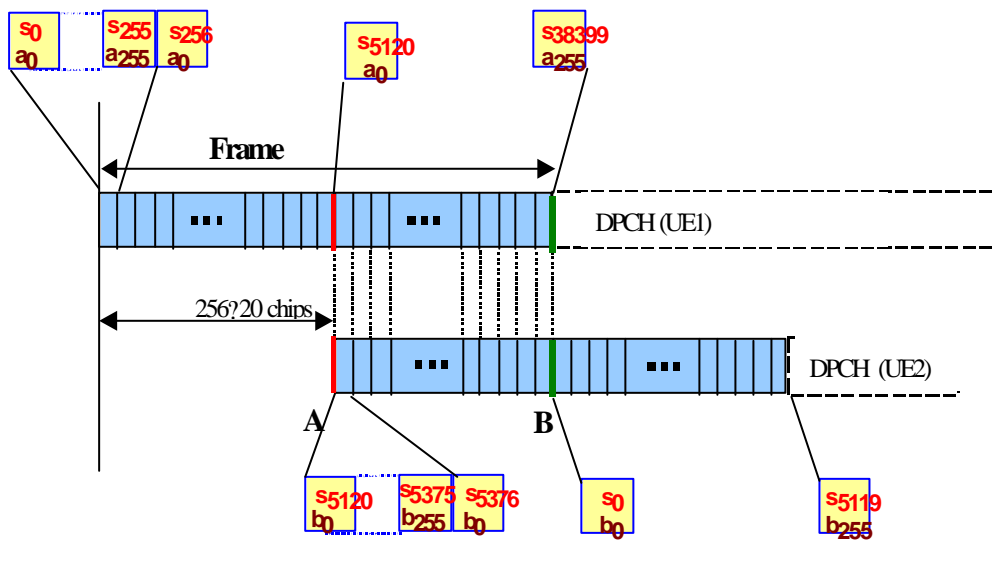 s0
a0
s255
a255
s256
a0
s5120
a0
s38399
a255
Frame
DPCH (UE1)
256?20 chips
DPCH (UE2)
A
B
s5120
b0
s5375
b255
s5376
b0
s0
b0
s5119
b255